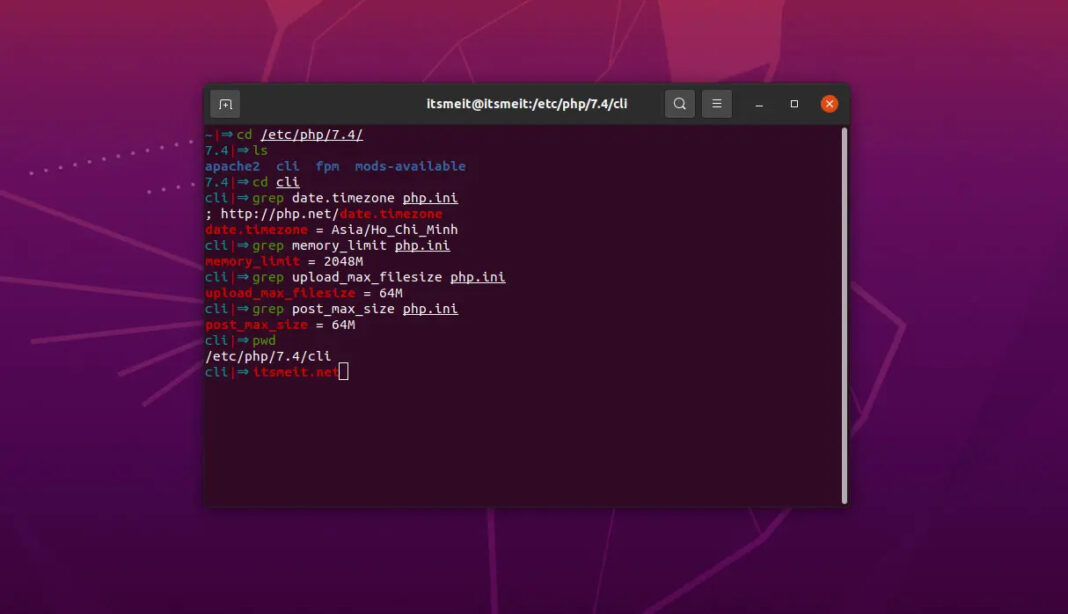 itsmeit@itsmeit:/etc/php/7.4/cli
~|⇒ cd /etc/php/7.4/
7.4|⇒ ls
apache2  cli  fpm  mods-available
7.4|⇒ cd cli
cli|⇒ grep date.timezone php.ini
; http://php.net/date.timezone
date.timezone = Asia/Ho_Chi_Minh
cli|⇒ grep memory_limit php.ini
memory_limit = 2048M
cli|⇒ grep upload_max_filesize php.ini
upload_max_filesize = 64M
cli|⇒ grep post_max_size php.ini
post_max_size = 64M
cli|⇒ pwd
/etc/php/7.4/cli
cli|⇒ itsmeit.net